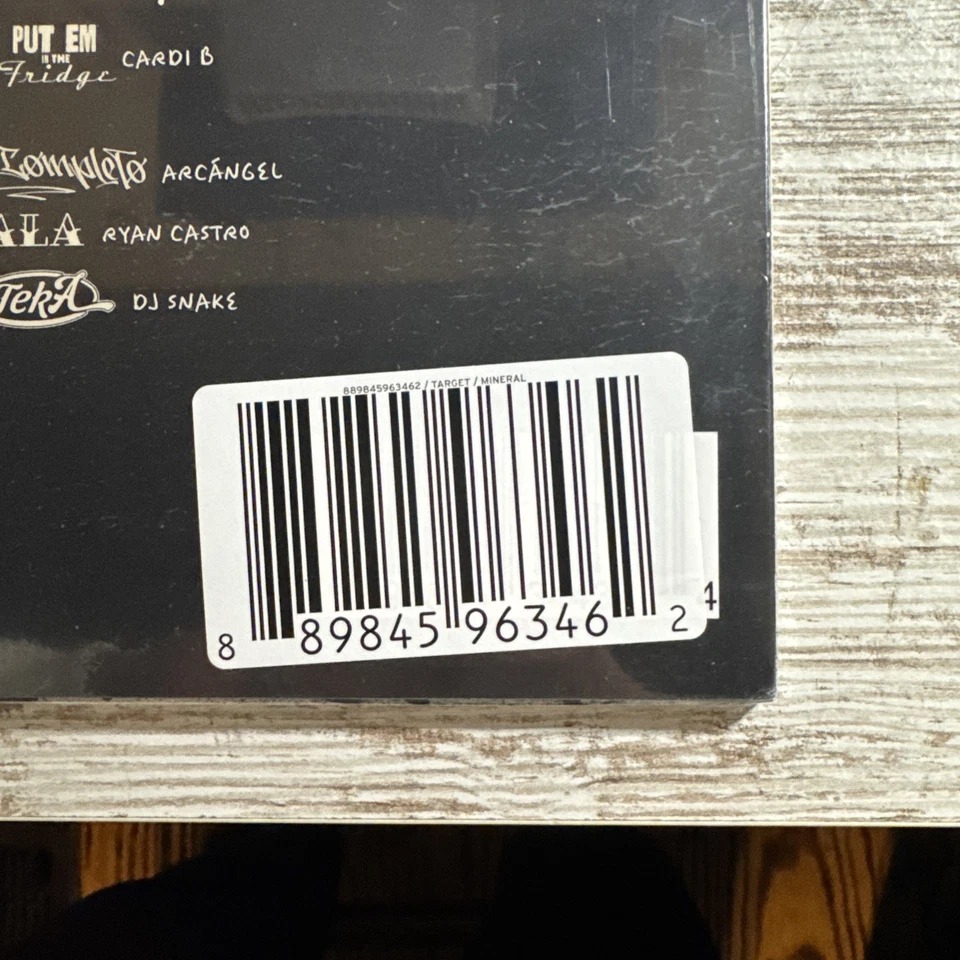 PUT EM
IN THE
Fridge CARDI B
Completo ARCÁNGEL
ALA RYAN CASTRO
TekA DJ SNAKE
889845963462 / TARGET / MINERAL
8 89845 96346 2
4